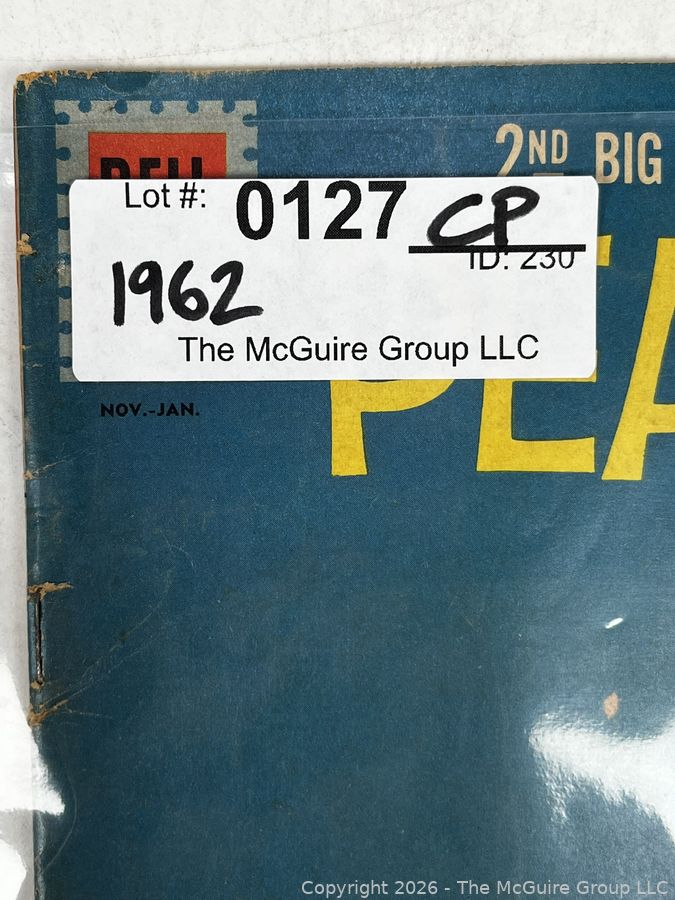 2ND BIG
Lot #: 0127 CP
ID: 230
1962
The McGuire Group LLC
PEA
NOV.-JAN.
Copyright 2026 - The McGuire Group LLC